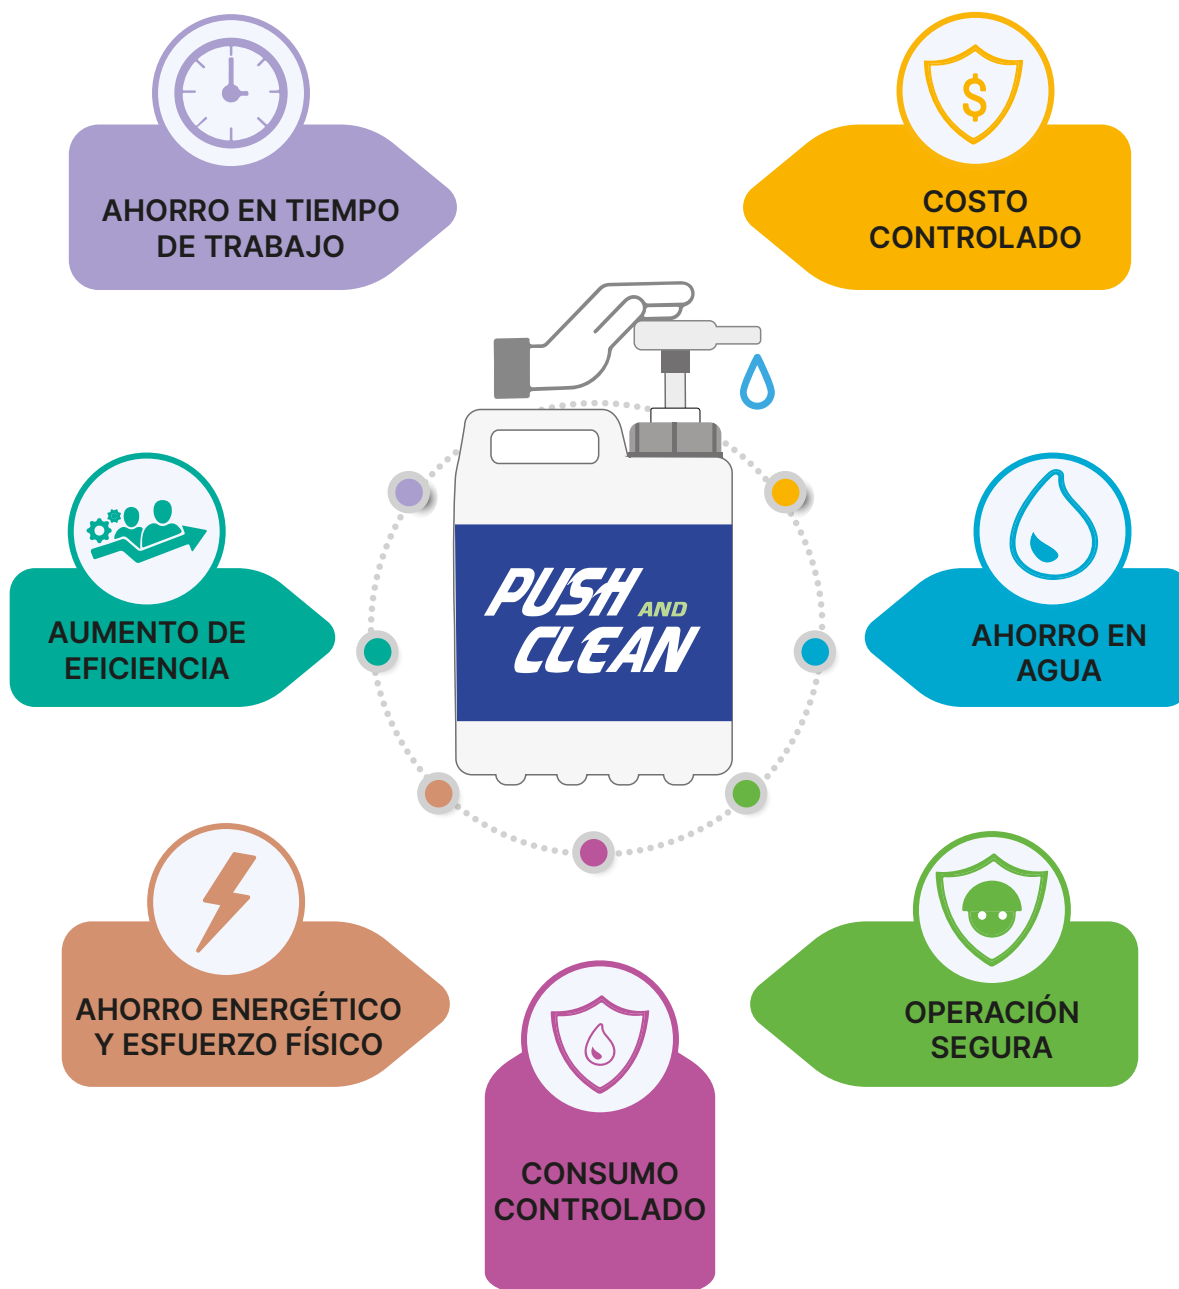 AHORRO EN TIEMPO
DE TRABAJO
COSTO
CONTROLADO
PUSH AND
CLEAN
AUMENTO DE
EFICIENCIA
AHORRO EN
AGUA
AHORRO ENERGÉTICO
Y ESFUERZO FÍSICO
OPERACIÓN
SEGURA
CONSUMO
CONTROLADO
$